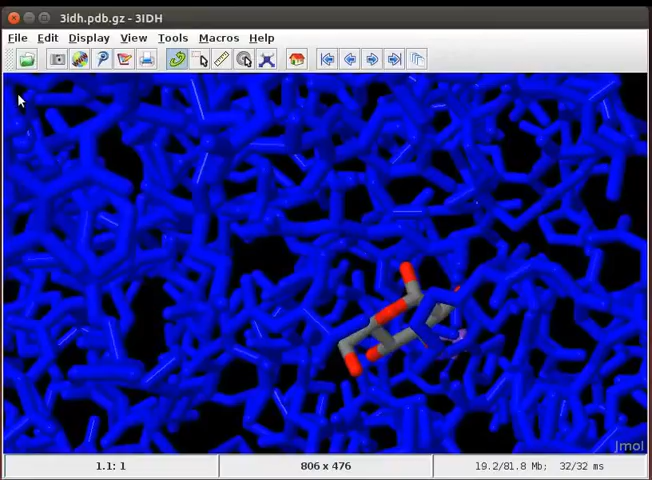 3idh.pdb.gz - 3IDH
File Edit Display View Tools Macros Help
Jmol
1.1: 1 806 x 476 19.2/81.8 Mb; 32/32 ms